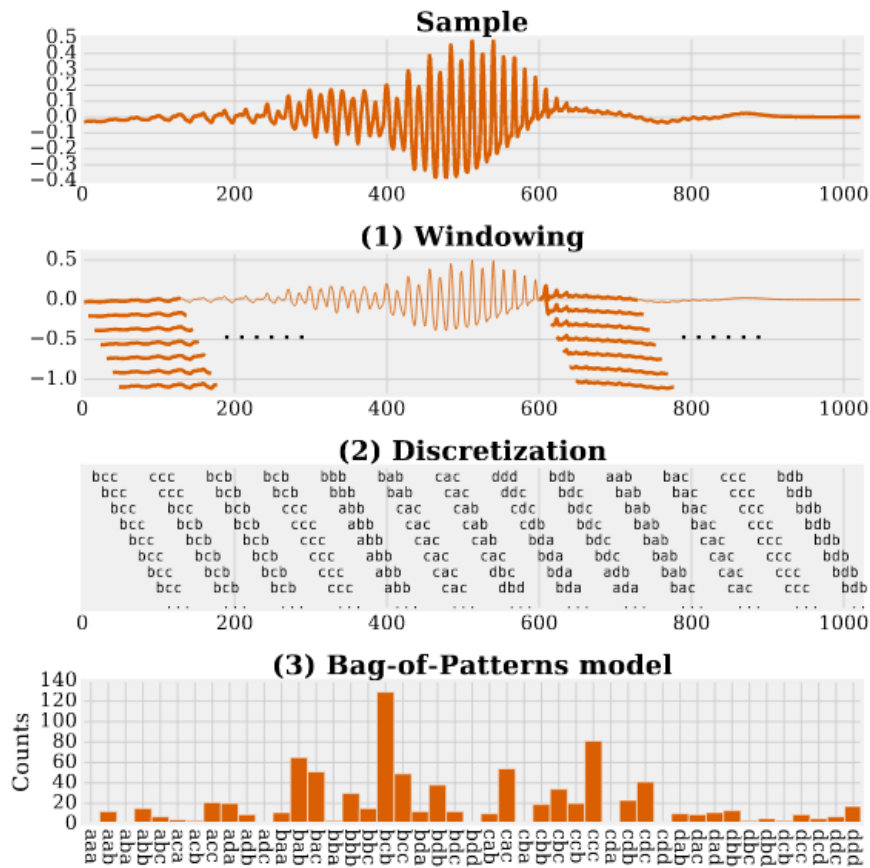 Sample
0.5
0.4
0.3
0.2
0.1
0.0
−0.1
−0.2
−0.3
−0.4
0 200 400 600 800 1000
(1) Windowing
0.5
0.0
−0.5
−1.0
0 200 400 600 800 1000
(2) Discretization
bcc ccc bcb bcb bbb bab cac ddd bdb aab bac ccc bdb
bcc ccc bcb bcb bbb bab cac ddc bdc bab bac ccc bdb
bcc bcc bcb ccc abb cac cab cdc bdc bab bac ccc bdb
bcc bcb bcb ccc abb cac cab cdb bdc bab bac ccc bdb
bcc bcb bcb ccc abb cac cab bda bdc bab cac ccc bdb
bcc bcb bcb ccc abb cac cac bda bdc bab cac ccc bdb
bcc bcb bcb ccc abb cac dbc bda adb bab cac ccc bdb
bcc bcb bcb ccc abb cac dbd bda ada bac cac ccc bdb
... ... ... ... ... ... ... ... ... ... ... ... ...
0 200 400 600 800 1000
(3) Bag-of-Patterns model
Counts
140
120
100
80
60
40
20
0
aaa aab aba abb abc aca acb acc ada adb adc baa bab bac bba bbb bbc bcb bcc bda bdb bdc bdd cab cac cba cbb cbc ccb ccc cda cdb cdc cdd dac dad dbc dbd dcb dcc ddc ddd